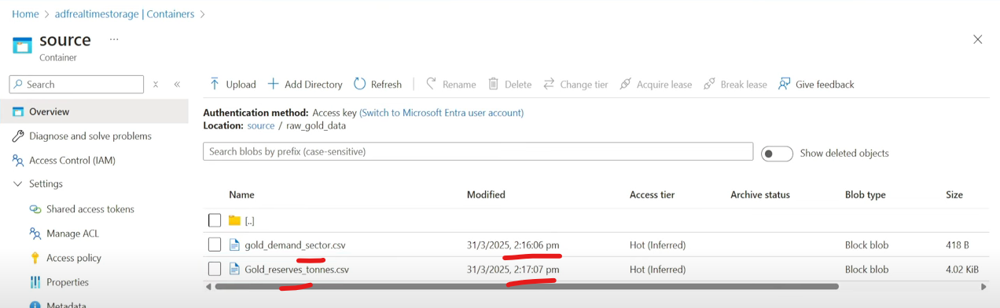 Home > adfrealtimestorage | Containers >
source ...
Container
Search
Overview
Diagnose and solve problems
Access Control (IAM)
Settings
Shared access tokens
Manage ACL
Access policy
Properties
Metadata
Upload Add Directory Refresh Rename Delete Change tier Acquire lease Break lease Give feedback
Authentication method: Access key (Switch to Microsoft Entra user account)
Location: source / raw_gold_data
Search blobs by prefix (case-sensitive)
Show deleted objects
Name Modified Access tier Archive status Blob type Size
[..]
gold_demand_sector.csv 31/3/2025, 2:16:06 pm Hot (Inferred) Block blob 418 B
Gold_reserves_tonnes.csv 31/3/2025, 2:17:07 pm Hot (Inferred) Block blob 4.02 KiB